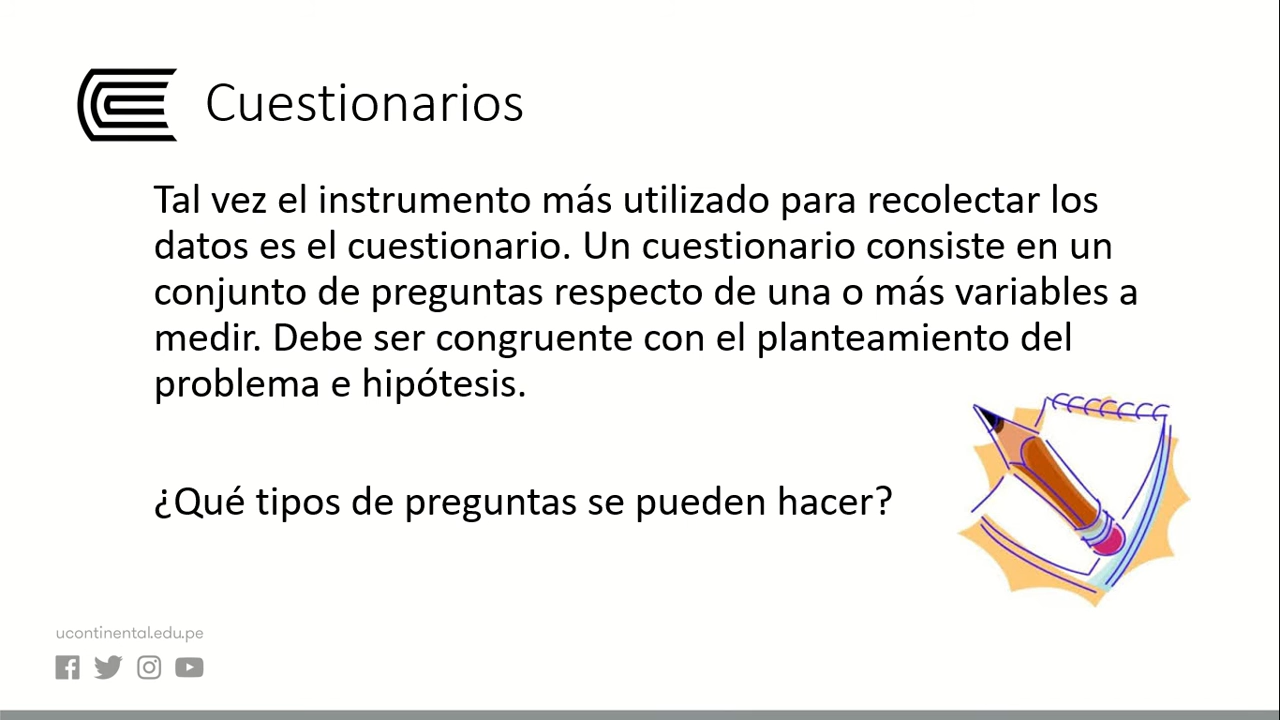 Cuestionarios
Tal vez el instrumento más utilizado para recolectar los
datos es el cuestionario. Un cuestionario consiste en un
conjunto de preguntas respecto de una o más variables a
medir. Debe ser congruente con el planteamiento del
problema e hipótesis.
¿Qué tipos de preguntas se pueden hacer?
ucontinental.edu.pe